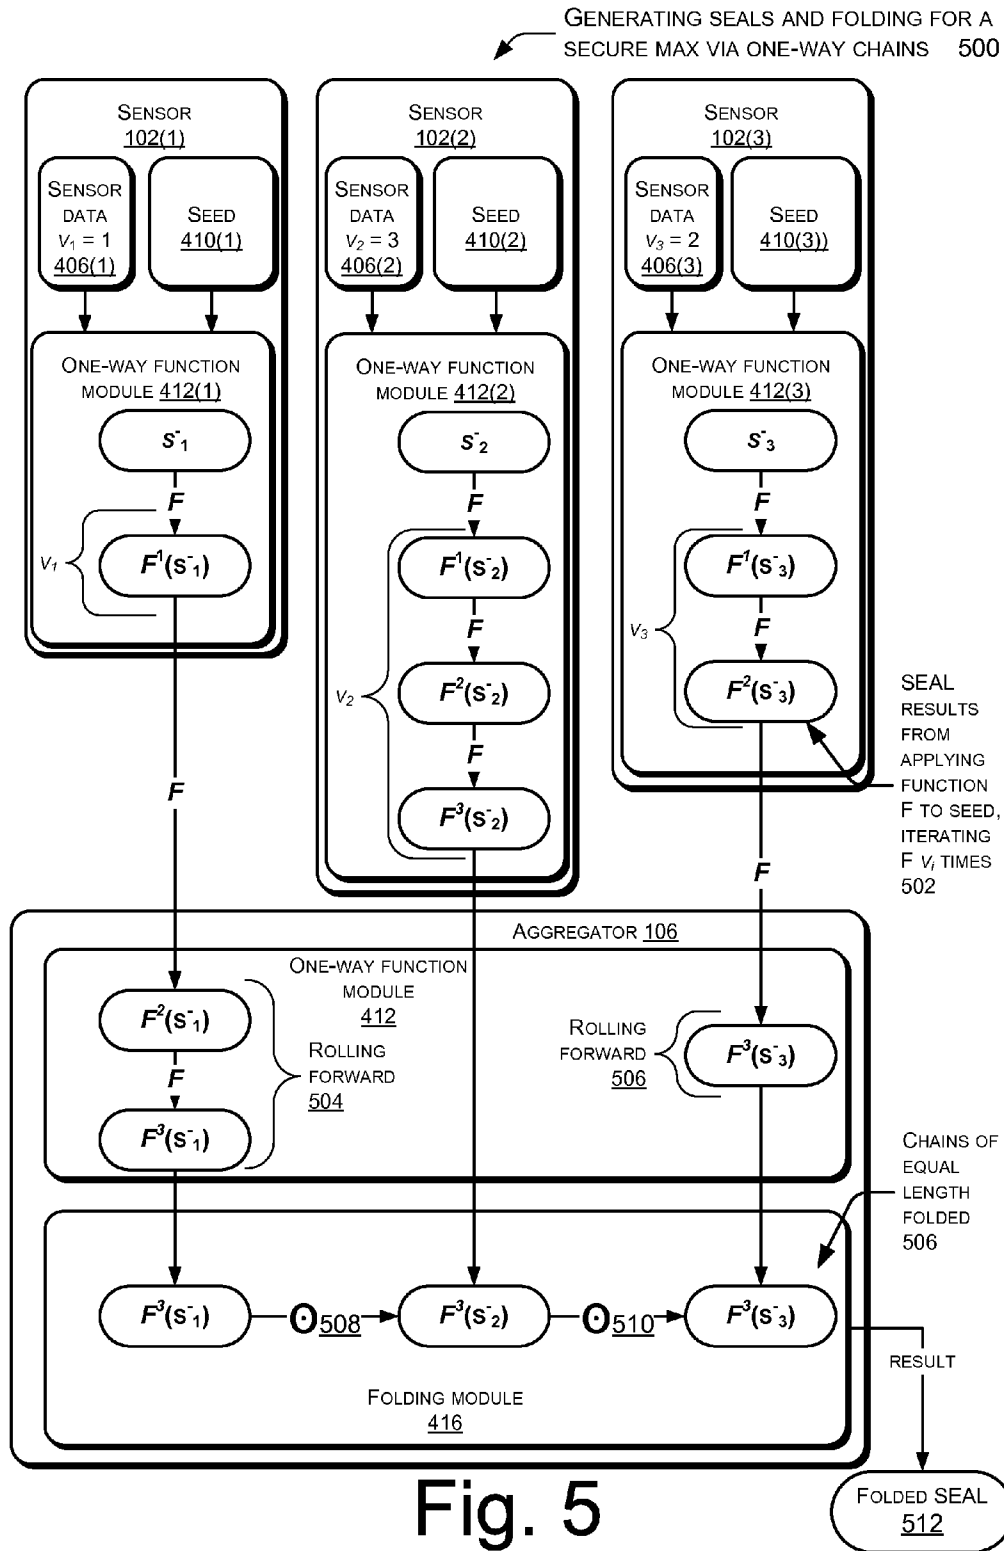 GENERATING SEALS AND FOLDING FOR A
SECURE MAX VIA ONE-WAY CHAINS 500
SENSOR
102(1)
SENSOR
DATA
V1 = 1
406(1)
SEED
410(1)
ONE-WAY FUNCTION
MODULE 412(1)
S⁻1
F
V1
F¹(S⁻1)
F
SENSOR
102(2)
SENSOR
DATA
V2 = 3
406(2)
SEED
410(2)
ONE-WAY FUNCTION
MODULE 412(2)
S⁻2
F
F¹(S⁻2)
F
V2
F²(S⁻2)
F
F³(S⁻2)
SENSOR
102(3)
SENSOR
DATA
V3 = 2
406(3)
SEED
410(3))
ONE-WAY FUNCTION
MODULE 412(3)
S⁻3
F
F¹(S⁻3)
V3
F
F²(S⁻3)
F
SEAL
RESULTS
FROM
APPLYING
FUNCTION
F TO SEED,
ITERATING
F Vi TIMES
502
AGGREGATOR 106
ONE-WAY FUNCTION
MODULE
412
F²(S⁻1)
F
F³(S⁻1)
ROLLING
FORWARD
504
ROLLING
FORWARD
506
F³(S⁻3)
CHAINS OF
EQUAL
LENGTH
FOLDED
506
F³(S⁻1) ⊙508 F³(S⁻2) ⊙510 F³(S⁻3)
FOLDING MODULE
416
RESULT
FOLDED SEAL
512
Fig. 5